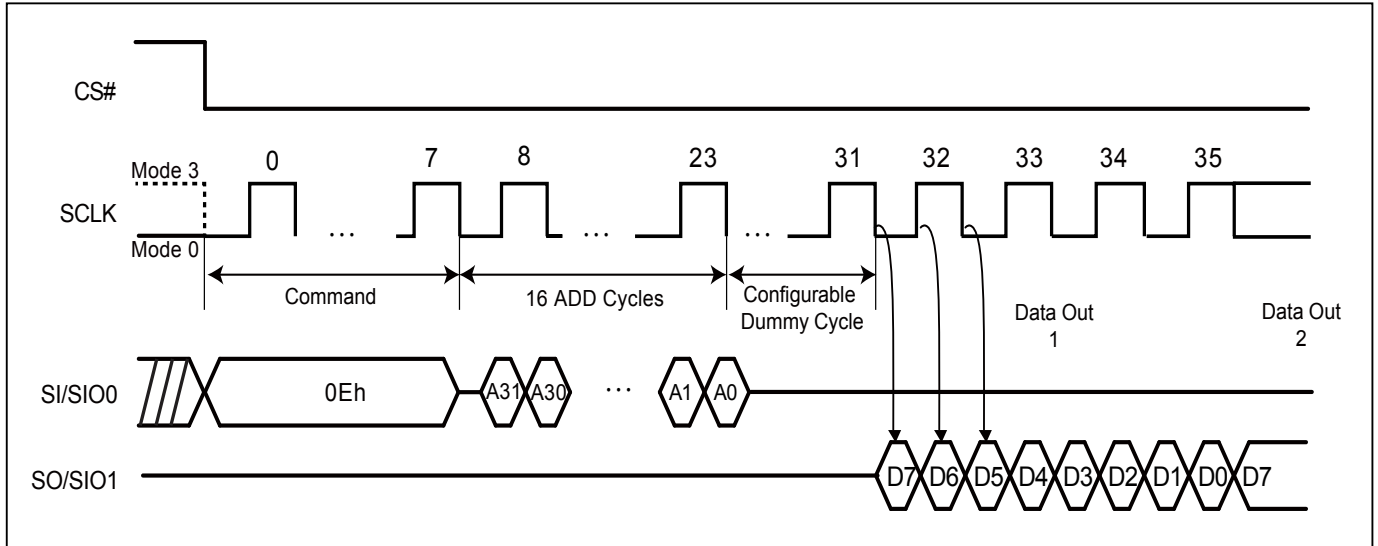 CS#
Mode 3
0 7 8 23 31 32 33 34 35
SCLK
... ... ...
Mode 0
Command
16 ADD Cycles
Configurable
Dummy Cycle
Data Out
1
Data Out
2
SI/SIO0
0Eh
A31 A30 ... A1 A0
SO/SIO1
D7 D6 D5 D4 D3 D2 D1 D0 D7